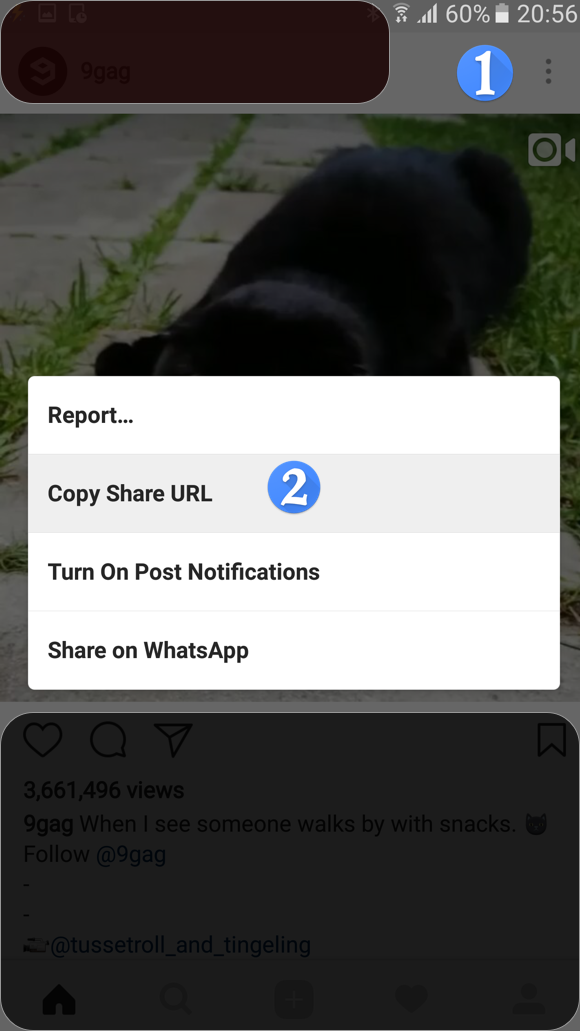 60% 20:56
9gag
1
Report...
Copy Share URL
2
Turn On Post Notifications
Share on WhatsApp
3,661,496 views
9gag When I see someone walks by with snacks. 😼
Follow @9gag
-
-
@tussetroll_and_tingeling